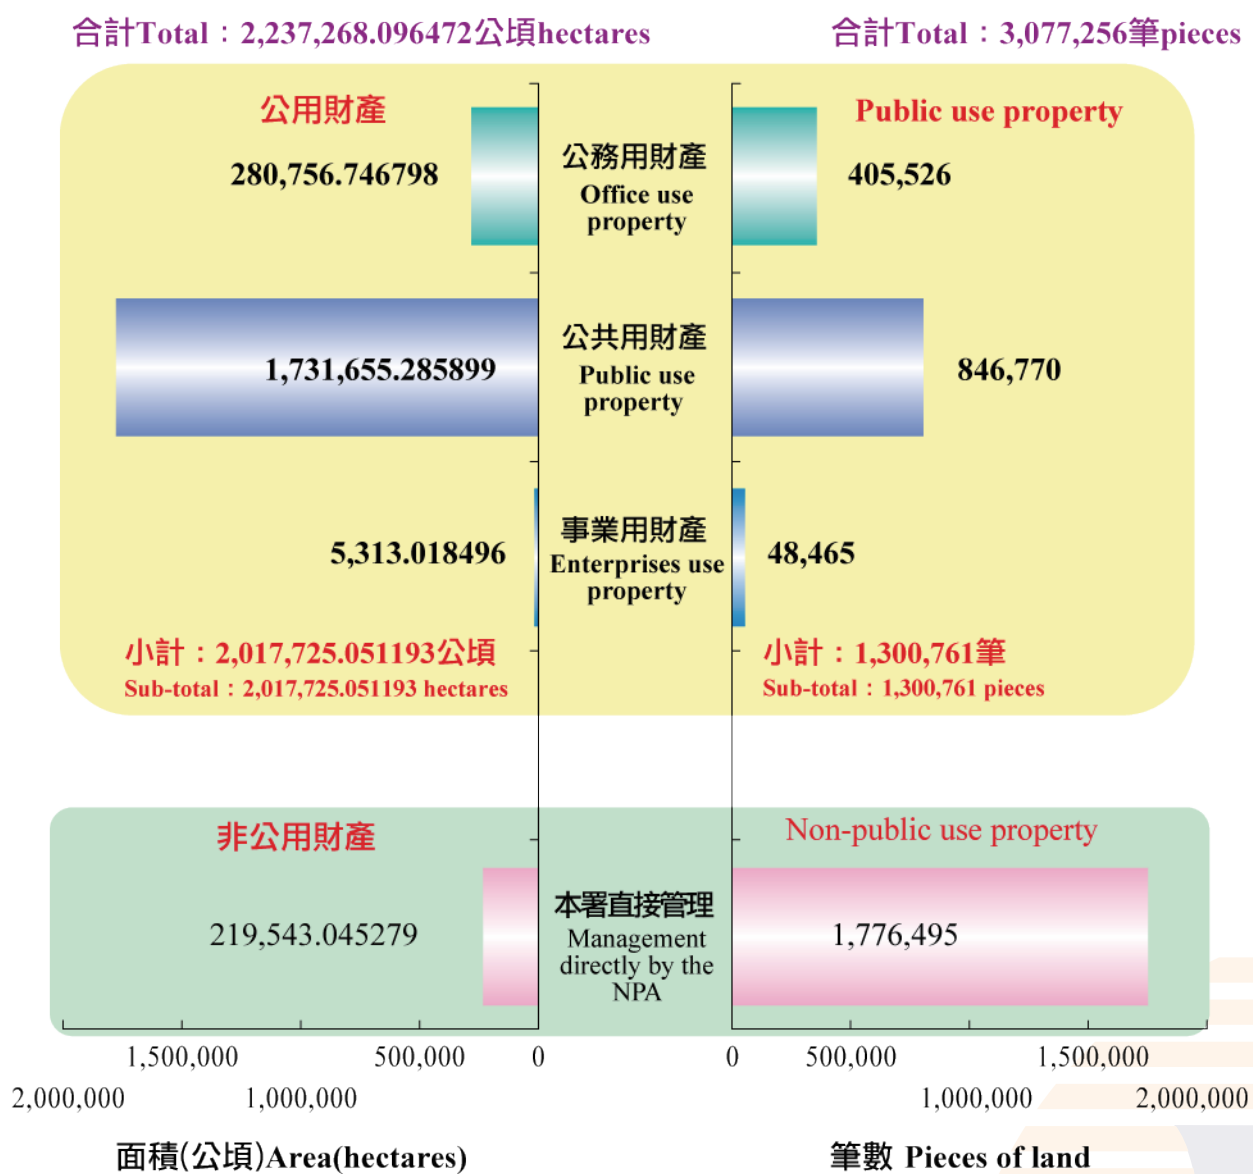 合計Total：2,237,268.096472公頃hectares
合計Total：3,077,256筆pieces
公用財產
Public use property
280,756.746798
公務用財產
Office use
property
405,526
1,731,655.285899
公共用財產
Public use
property
846,770
5,313.018496
事業用財產
Enterprises use
property
48,465
小計：2,017,725.051193公頃
Sub-total：2,017,725.051193 hectares
小計：1,300,761筆
Sub-total：1,300,761 pieces
非公用財產
Non-public use property
219,543.045279
本署直接管理
Management
directly by the
NPA
1,776,495
1,500,000
500,000
0
0
500,000
1,500,000
2,000,000
1,000,000
1,000,000
2,000,000
面積(公頃)Area(hectares)
筆數 Pieces of land